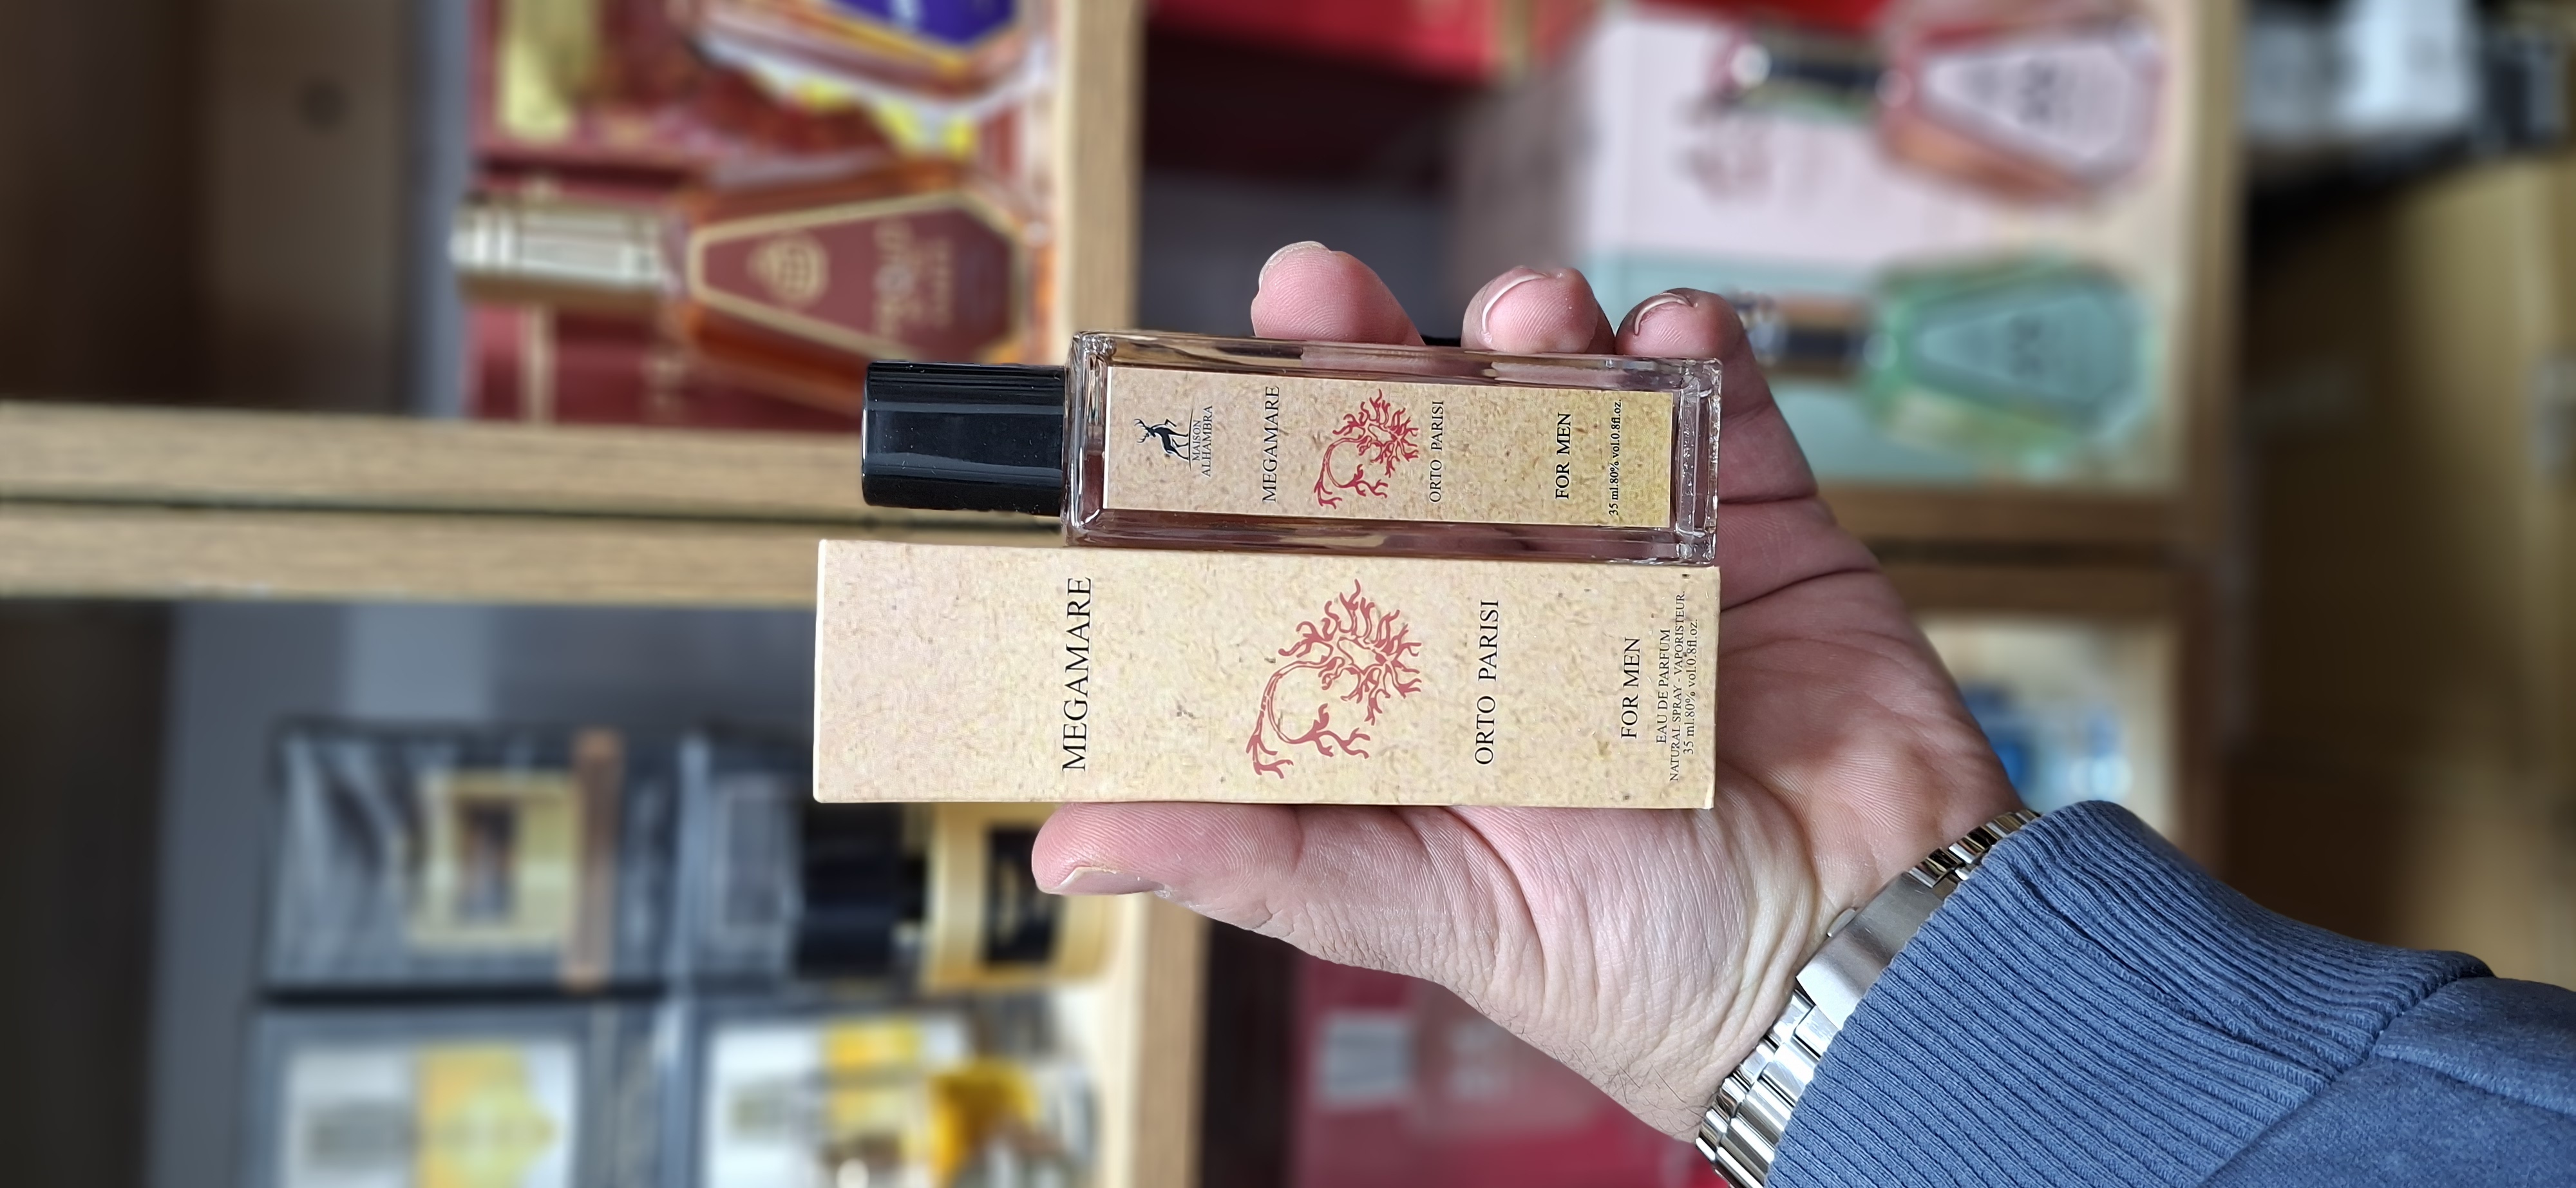 MAISON
ALHAMBRA
MEGAMARE
ORTO PARISI
FOR MEN
35 ml.80% vol.0.8fl.oz.
MEGAMARE
ORTO PARISI
FOR MEN
EAU DE PARFUM
NATURAL SPRAY - VAPORISTEUR
35 ml.80% vol.0.8fl.oz.